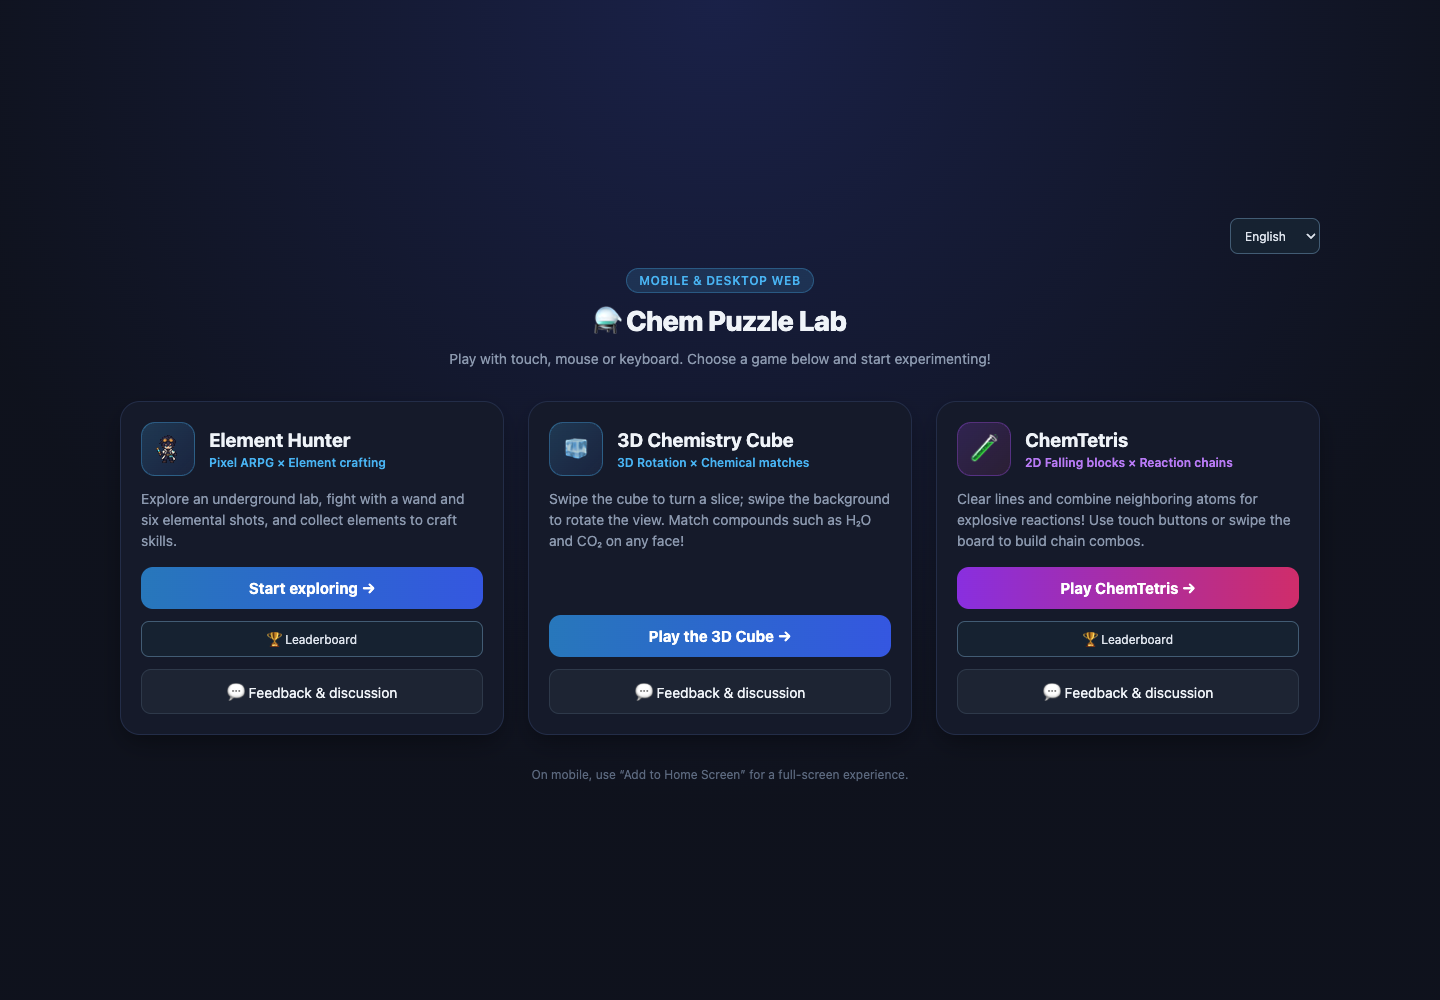 English
MOBILE & DESKTOP WEB
Chem Puzzle Lab
Play with touch, mouse or keyboard. Choose a game below and start experimenting!
Element Hunter
Pixel ARPG × Element crafting
Explore an underground lab, fight with a wand and
six elemental shots, and collect elements to craft
skills.
Start exploring →
🏆 Leaderboard
💬 Feedback & discussion
3D Chemistry Cube
3D Rotation × Chemical matches
Swipe the cube to turn a slice; swipe the background
to rotate the view. Match compounds such as H₂O
and CO₂ on any face!
Play the 3D Cube →
💬 Feedback & discussion
ChemTetris
2D Falling blocks × Reaction chains
Clear lines and combine neighboring atoms for
explosive reactions! Use touch buttons or swipe the
board to build chain combos.
Play ChemTetris →
🏆 Leaderboard
💬 Feedback & discussion
On mobile, use “Add to Home Screen” for a full-screen experience.